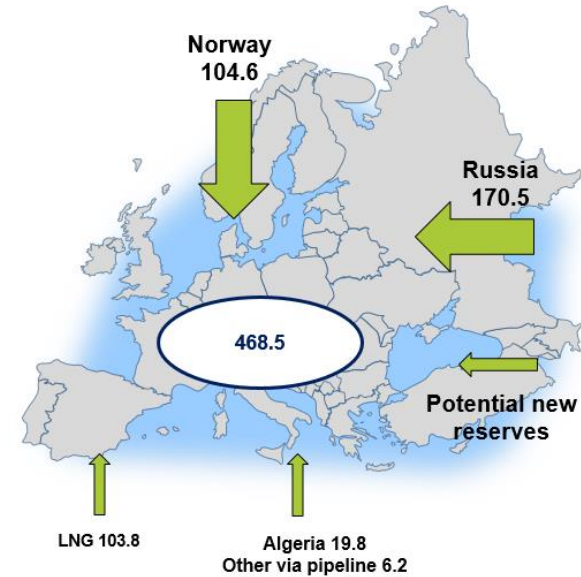 Norway
104.6
Russia
170.5
468.5
Potential new
reserves
LNG 103.8
Algeria 19.8
Other via pipeline 6.2